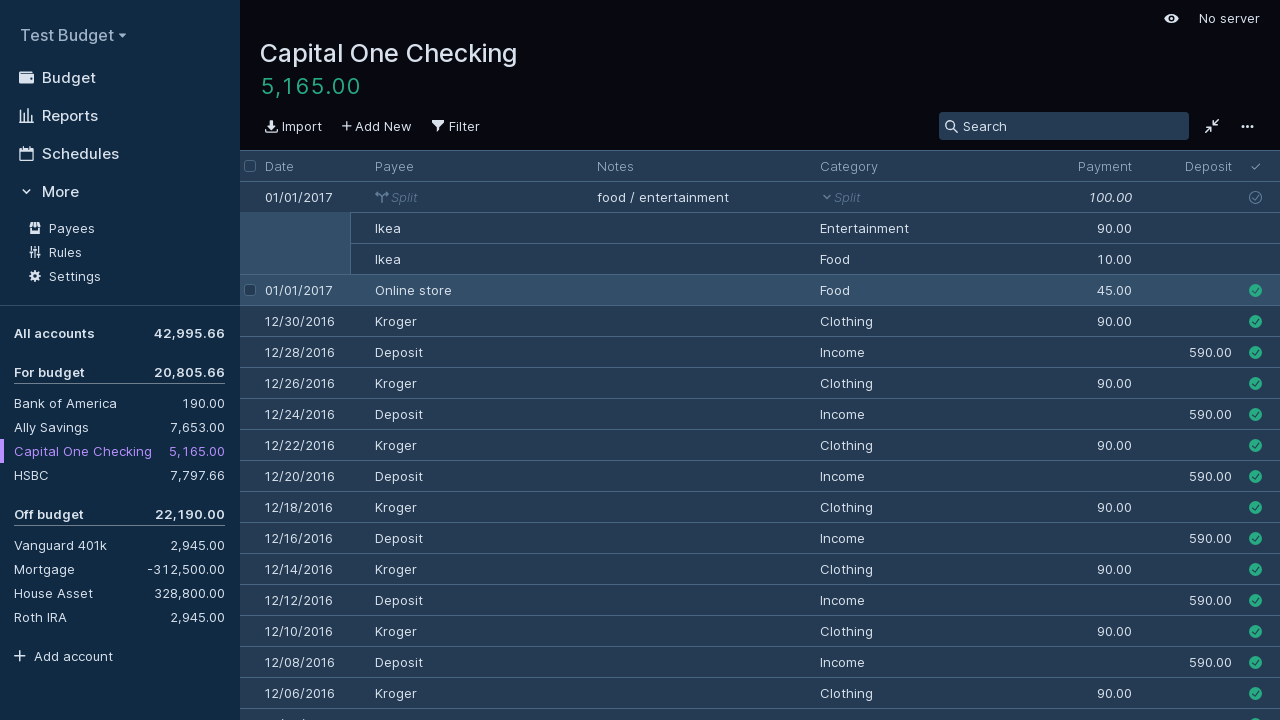 Test Budget
Budget
Reports
Schedules
More
Payees
Rules
Settings
All accounts 42,995.66
For budget 20,805.66
Bank of America 190.00
Ally Savings 7,653.00
Capital One Checking 5,165.00
HSBC 7,797.66
Off budget 22,190.00
Vanguard 401k 2,945.00
Mortgage -312,500.00
House Asset 328,800.00
Roth IRA 2,945.00
Add account
No server
Capital One Checking
5,165.00
Import Add New Filter Search
Date Payee Notes Category Payment Deposit
01/01/2017 Split food / entertainment Split 100.00
Ikea Entertainment 90.00
Ikea Food 10.00
01/01/2017 Online store Food 45.00
12/30/2016 Kroger Clothing 90.00
12/28/2016 Deposit Income 590.00
12/26/2016 Kroger Clothing 90.00
12/24/2016 Deposit Income 590.00
12/22/2016 Kroger Clothing 90.00
12/20/2016 Deposit Income 590.00
12/18/2016 Kroger Clothing 90.00
12/16/2016 Deposit Income 590.00
12/14/2016 Kroger Clothing 90.00
12/12/2016 Deposit Income 590.00
12/10/2016 Kroger Clothing 90.00
12/08/2016 Deposit Income 590.00
12/06/2016 Kroger Clothing 90.00